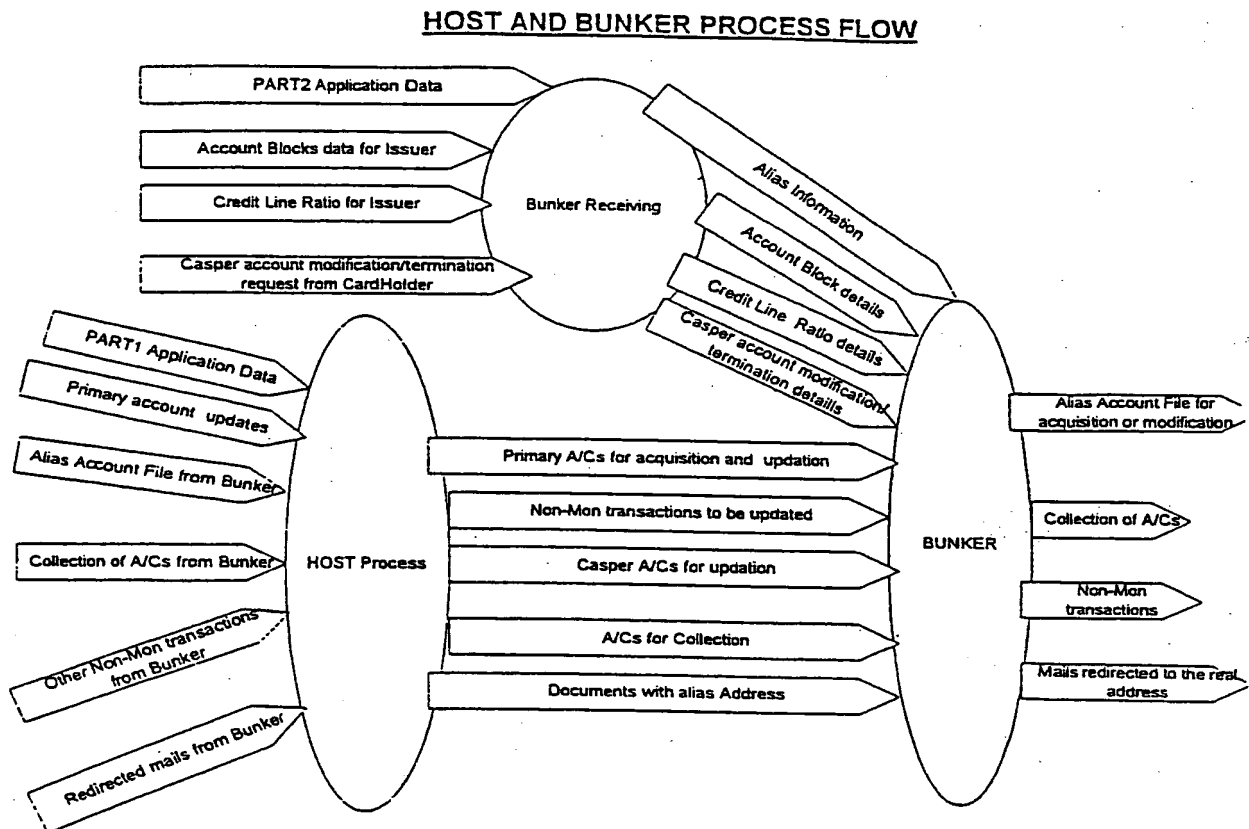 HOST AND BUNKER PROCESS FLOW
PART2 Application Data
Account Blocks data for Issuer
Credit Line Ratio for Issuer
Casper account modification/termination
request from CardHolder
Bunker Receiving
Alias Information
Account Block details
Credit Line Ratio details
Casper account modification/
termination detaills
PART1 Application Data
Primary account updates
Alias Account File from Bunker
Collection of A/Cs from Bunker
Other Non-Mon transactions
from Bunker
Redirected mails from Bunker
HOST Process
Primary A/Cs for acquisition and updation
Non-Mon transactions to be updated
Casper A/Cs for updation
A/Cs for Collection
Documents with alias Address
BUNKER
Alias Account File for
acquisition or modification
Collection of A/Cs
Non-Mon
transactions
Mails redirected to the real
address